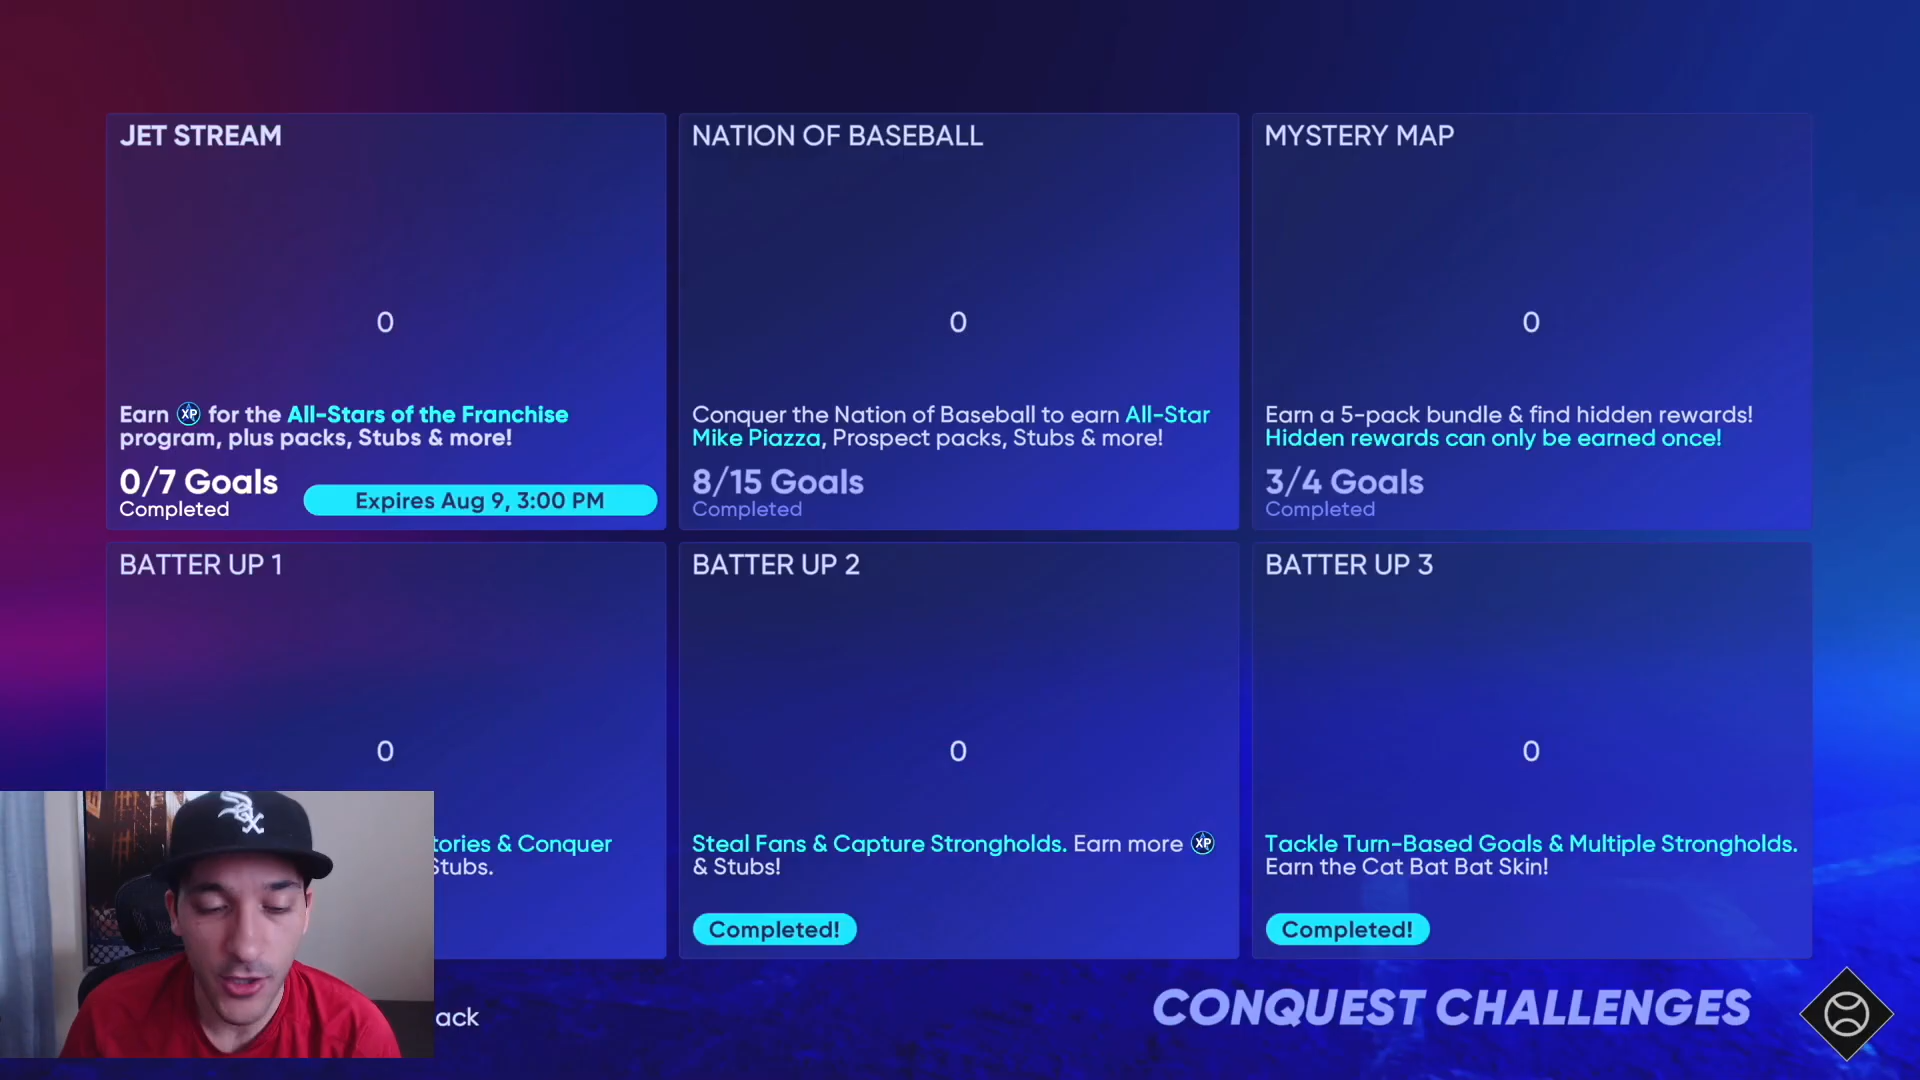 JET STREAM
0
Earn XP for the All-Stars of the Franchise
program, plus packs, Stubs & more!
0/7 Goals
Completed
Expires Aug 9, 3:00 PM
NATION OF BASEBALL
0
Conquer the Nation of Baseball to earn All-Star
Mike Piazza, Prospect packs, Stubs & more!
8/15 Goals
Completed
MYSTERY MAP
0
Earn a 5-pack bundle & find hidden rewards!
Hidden rewards can only be earned once!
3/4 Goals
Completed
BATTER UP 1
0
tories & Conquer
Stubs.
BATTER UP 2
0
Steal Fans & Capture Strongholds. Earn more XP
& Stubs!
Completed!
BATTER UP 3
0
Tackle Turn-Based Goals & Multiple Strongholds.
Earn the Cat Bat Bat Skin!
Completed!
Sox
ack
CONQUEST CHALLENGES